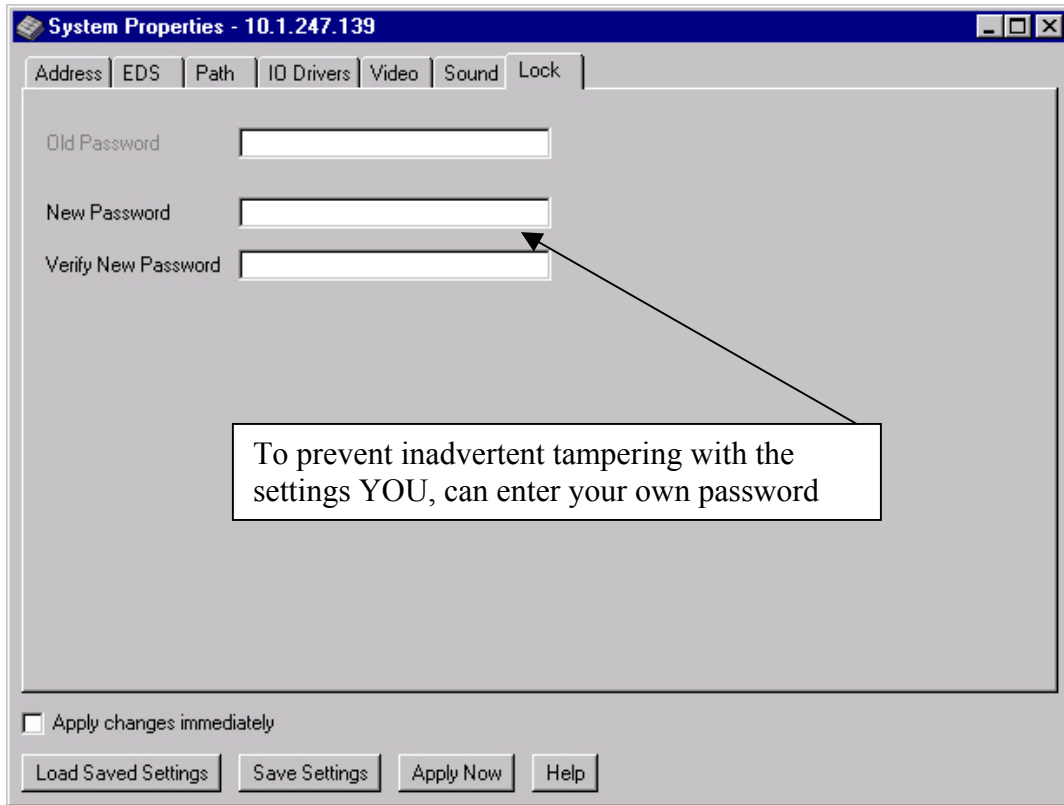 System Properties - 10.1.247.139
Address EDS Path IO Drivers Video Sound Lock
Old Password
New Password
Verify New Password
To prevent inadvertent tampering with the
settings YOU, can enter your own password
Apply changes immediately
Load Saved Settings Save Settings Apply Now Help